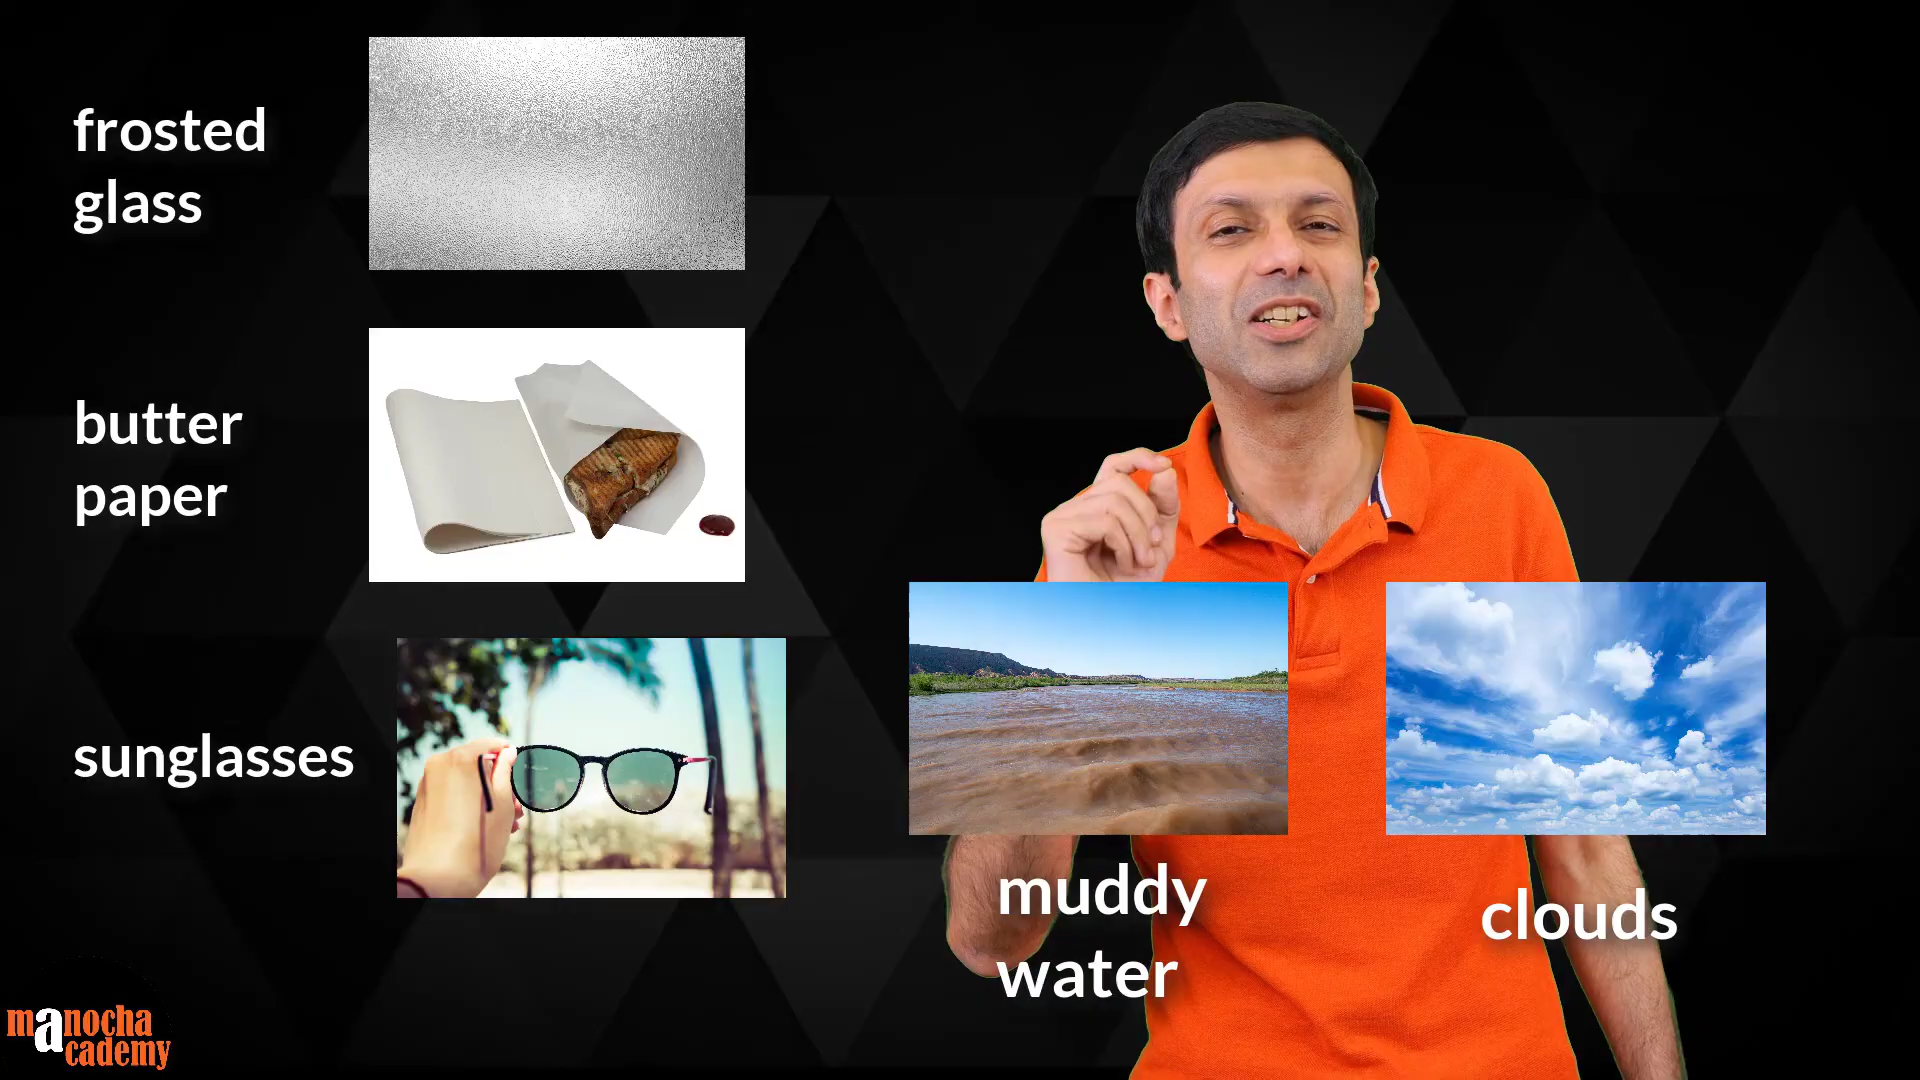 frosted
glass
butter
paper
sunglasses
muddy
water
clouds
manocha
academy